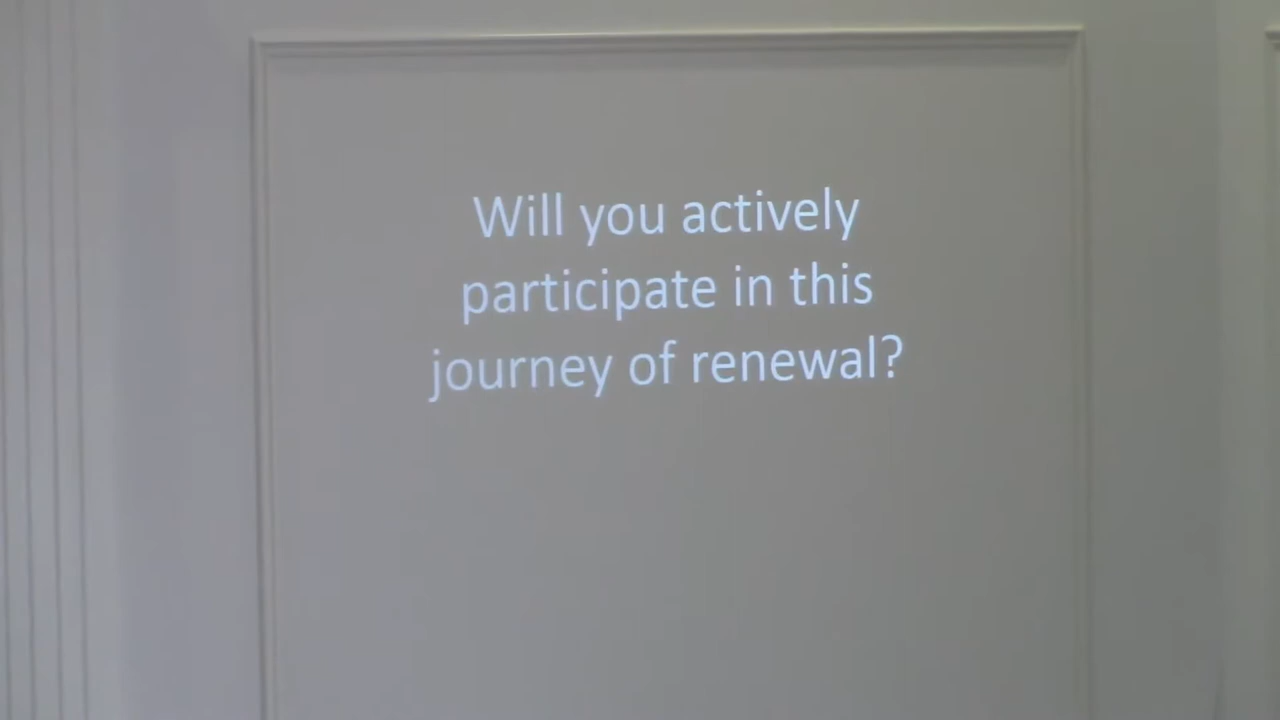 Will you actively
participate in this
journey of renewal?